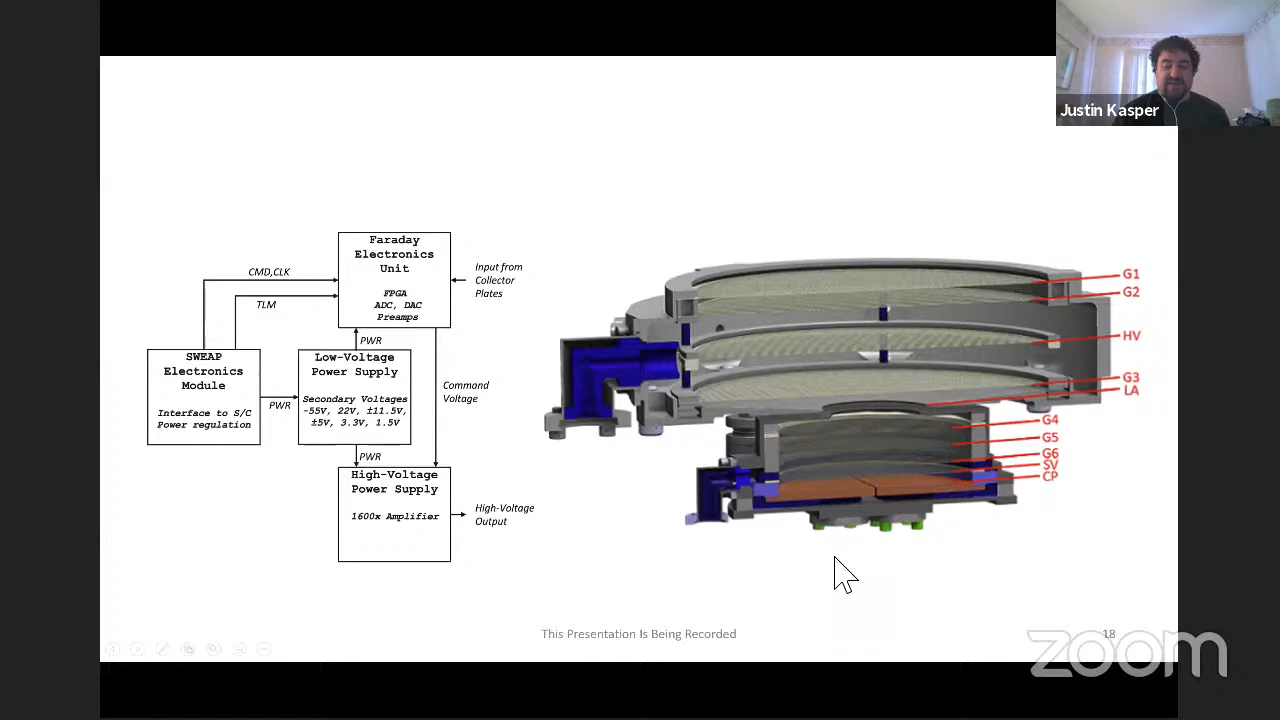 Justin Kasper
Faraday
Electronics
Unit
FPGA
ADC, DAC
Preamps
CMD,CLK
TLM
Input from
Collector
Plates
SWEAP
Electronics
Module
Interface to S/C
Power regulation
PWR
PWR
Low-Voltage
Power Supply
Secondary Voltages
-55V, 22V, ±11.5V,
±5V, 3.3V, 1.5V
Command
Voltage
PWR
High-Voltage
Power Supply
1600x Amplifier
High-Voltage
Output
G1
G2
HV
G3
LA
G4
G5
G6
SV
CP
This Presentation Is Being Recorded
18
zoom